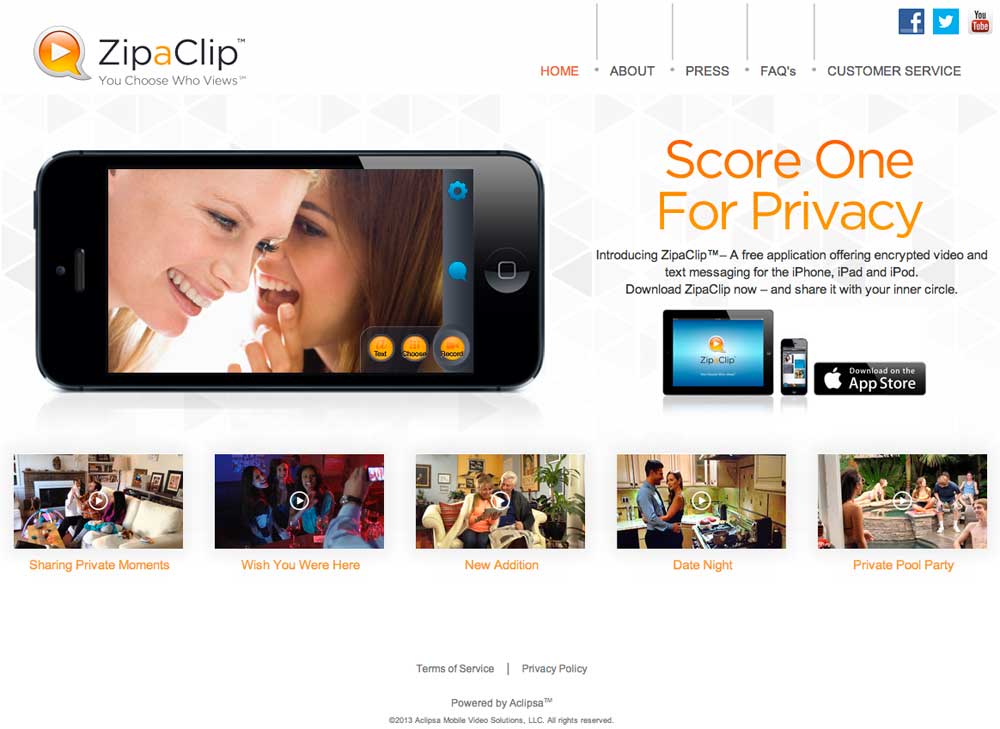 ZipaClip™
You Choose Who Views℠
You
Tube
HOME • ABOUT • PRESS • FAQ's • CUSTOMER SERVICE
Score One
For Privacy
Introducing ZipaClip™– A free application offering encrypted video and
text messaging for the iPhone, iPad and iPod.
Download ZipaClip now – and share it with your inner circle.
Text
Choose
Record
ZipaClip
Download on the
App Store
Sharing Private Moments
Wish You Were Here
New Addition
Date Night
Private Pool Party
Terms of Service | Privacy Policy
Powered by Aclipsa™
©2013 Aclipsa Mobile Video Solutions, LLC. All rights reserved.